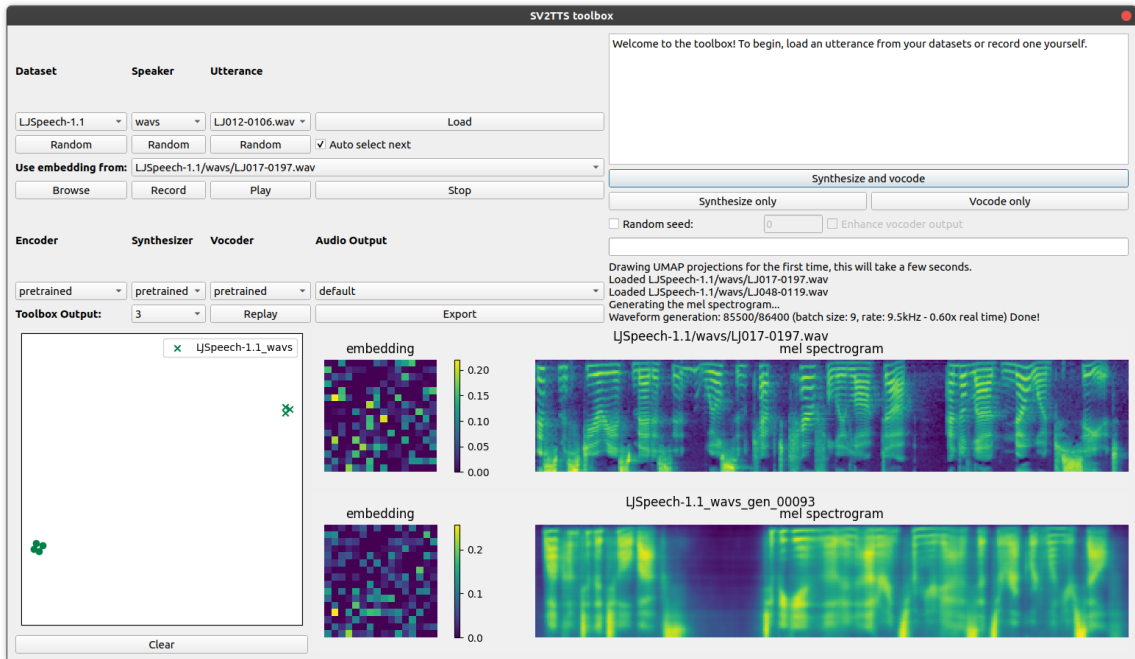 SV2TTS toolbox
Dataset Speaker Utterance
LJSpeech-1.1 wavs LJ012-0106.wav Load
Random Random Random Auto select next
Use embedding from: LJSpeech-1.1/wavs/LJ017-0197.wav
Browse Record Play Stop
Encoder Synthesizer Vocoder Audio Output
pretrained pretrained pretrained default
Toolbox Output: 3 Replay Export
Welcome to the toolbox! To begin, load an utterance from your datasets or record one yourself.
Synthesize and vocode
Synthesize only Vocode only
Random seed: 0 Enhance vocoder output
Drawing UMAP projections for the first time, this will take a few seconds.
Loaded LJSpeech-1.1/wavs/LJ017-0197.wav
Loaded LJSpeech-1.1/wavs/LJ048-0119.wav
Generating the mel spectrogram...
Waveform generation: 85500/86400 (batch size: 9, rate: 9.5kHz - 0.60x real time) Done!
LJSpeech-1.1_wavs
LJSpeech-1.1/wavs/LJ017-0197.wav
embedding mel spectrogram
0.20
0.15
0.10
0.05
0.00
LJSpeech-1.1_wavs_gen_00093
embedding mel spectrogram
0.2
0.1
0.0
Clear